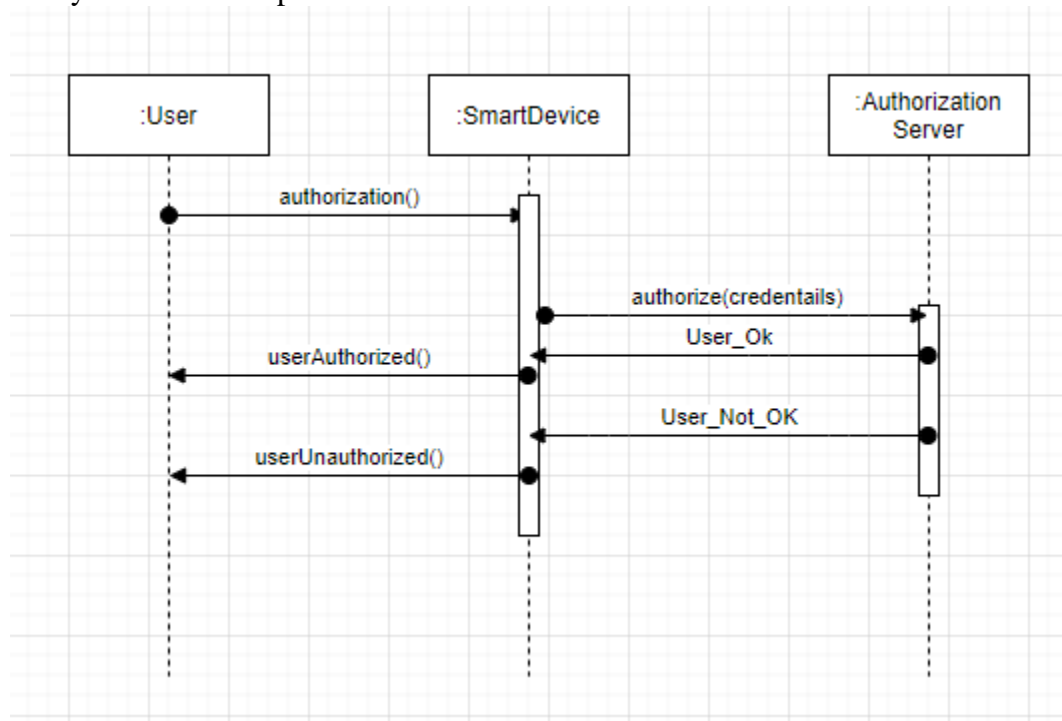 :User
:SmartDevice
:Authorization
Server
authorization()
authorize(credentails)
User_Ok
userAuthorized()
User_Not_OK
userUnauthorized()